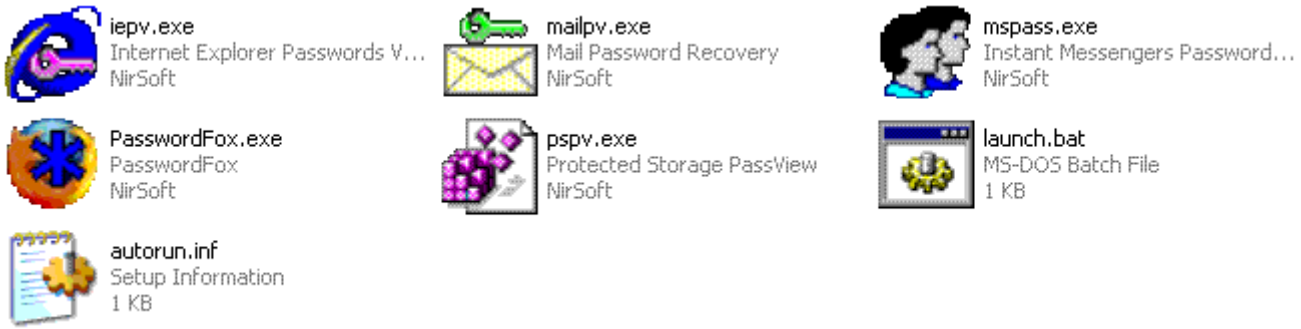 iepv.exe
Internet Explorer Passwords V...
NirSoft
mailpv.exe
Mail Password Recovery
NirSoft
mspass.exe
Instant Messengers Password...
NirSoft
PasswordFox.exe
PasswordFox
NirSoft
pspv.exe
Protected Storage PassView
NirSoft
launch.bat
MS-DOS Batch File
1 KB
autorun.inf
Setup Information
1 KB